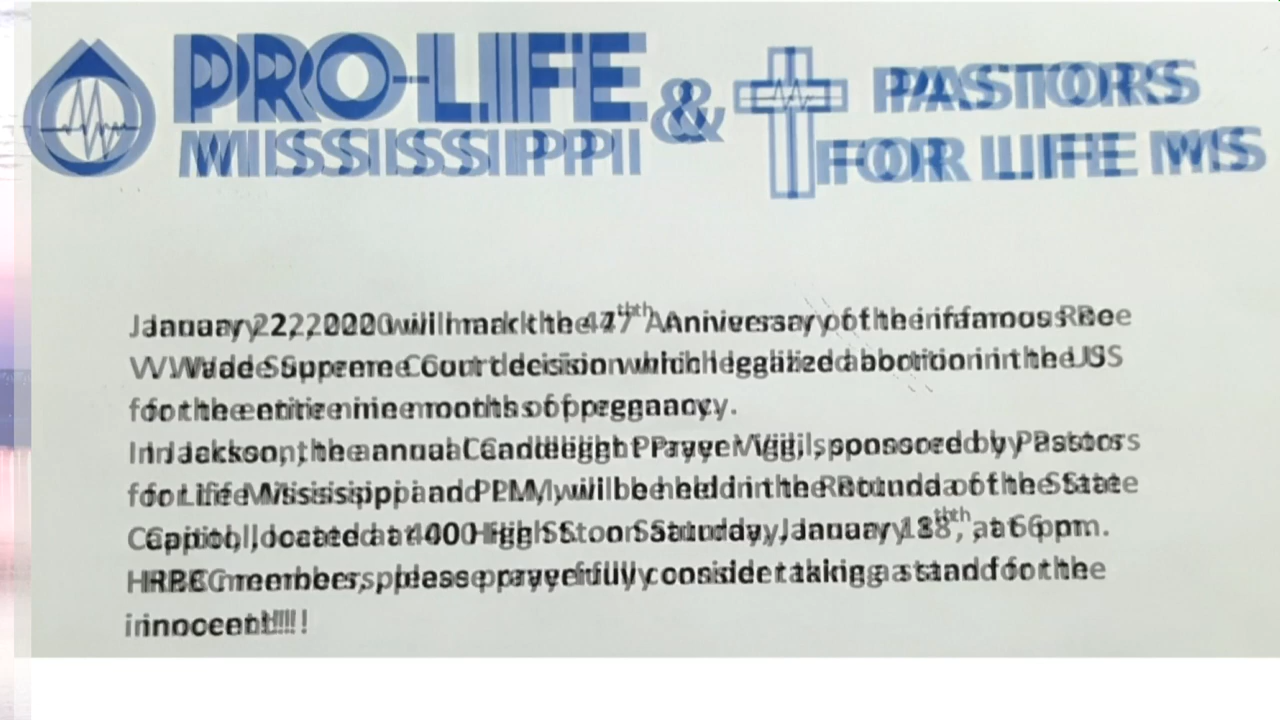 PRO-LIFE
MISSISSIPPI
&
PASTORS
FOR LIFE MS
January 22, 2020 will mark the 47th Anniversary of the infamous Roe
V Wade Supreme Court decision which legalized abortion in the US
for the entire nine months of pregnancy.
In Jackson, the annual Candlelight Prayer Vigil, sponsored by Pastors
for Life Mississippi and PLM, will be held in the Rotunda of the State
Capitol, located at 400 High St on Saturday, January 18th, at 6 pm.
HRBC members, please prayerfully consider taking a stand for the
innocent!!!